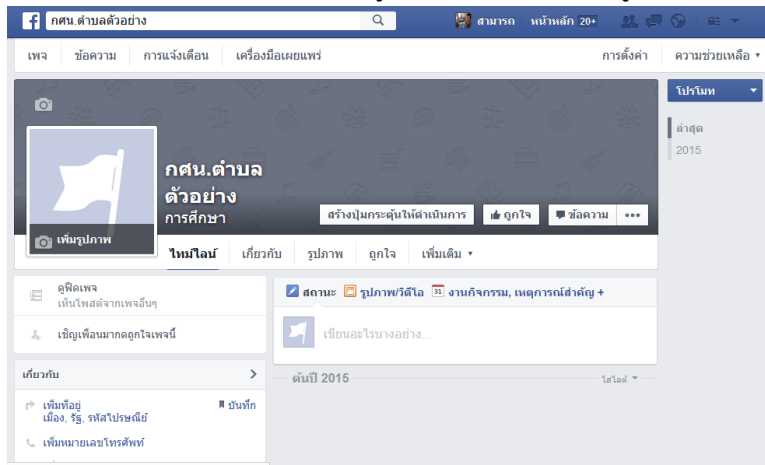 กศน.ตำบลตัวอย่าง
สามารถ หน้าหลัก 20+
เพจ ข้อความ การแจ้งเตือน เครื่องมือเผยแพร่ การตั้งค่า ความช่วยเหลือ
โปรโมท
ล่าสุด
2015
กศน.ตำบล
ตัวอย่าง
การศึกษา
สร้างปุ่มกระตุ้นให้ดำเนินการ ถูกใจ ข้อความ •••
เพิ่มรูปภาพ
ไทม์ไลน์ เกี่ยวกับ รูปภาพ ถูกใจ เพิ่มเติม
ดูฟีดเพจ
เห็นโพสต์จากเพจอื่นๆ
เชิญเพื่อนมากดถูกใจเพจนี้
สถานะ รูปภาพ/วิดีโอ 31 งานกิจกรรม, เหตุการณ์สำคัญ +
เขียนอะไรบางอย่าง...
เกี่ยวกับ
เพิ่มที่อยู่ บันทึก
เมือง, รัฐ, รหัสไปรษณีย์
เพิ่มหมายเลขโทรศัพท์
ต้นปี 2015 ไฮไลต์